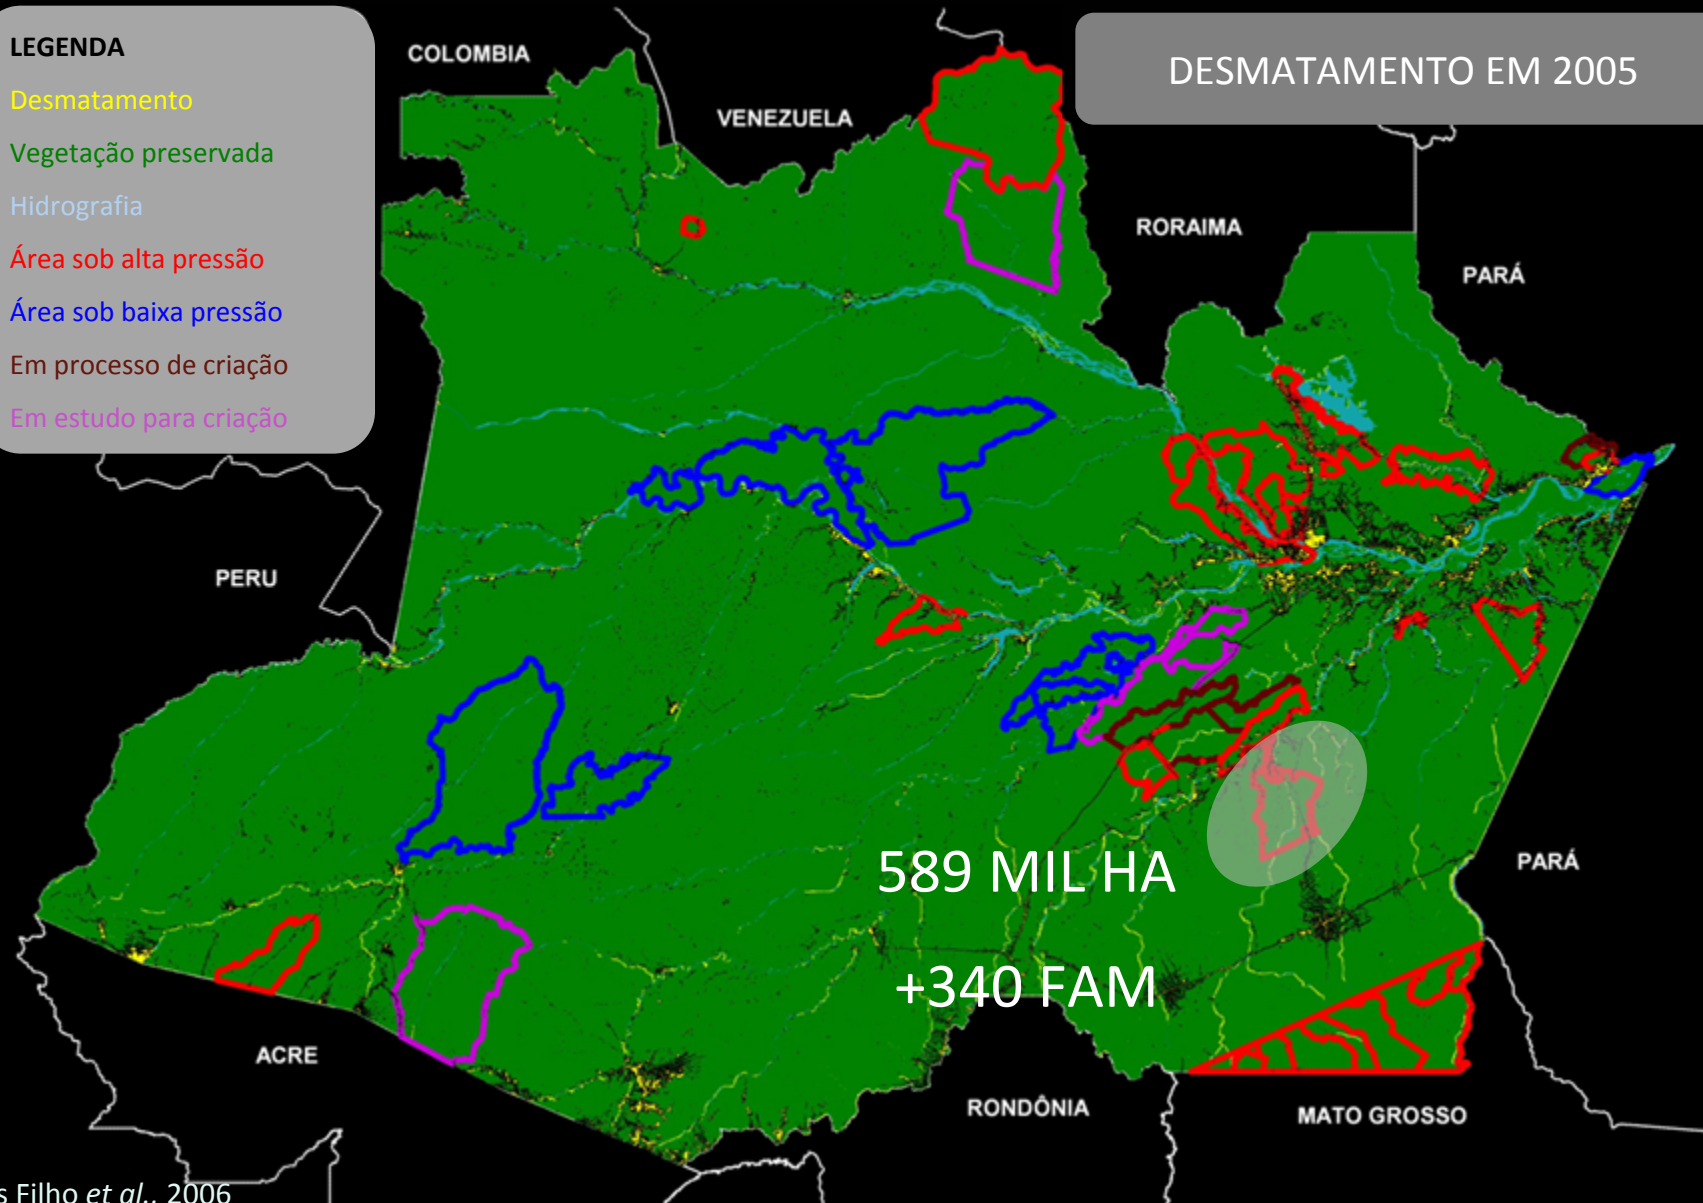 LEGENDA
Desmatamento
Vegetação preservada
Hidrografia
Área sob alta pressão
Área sob baixa pressão
Em processo de criação
Em estudo para criação
DESMATAMENTO EM 2005
COLOMBIA
VENEZUELA
RORAIMA
PARÁ
PERU
589 MIL HA
PARÁ
+340 FAM
ACRE
RONDÔNIA
MATO GROSSO
s Filho et al., 2006